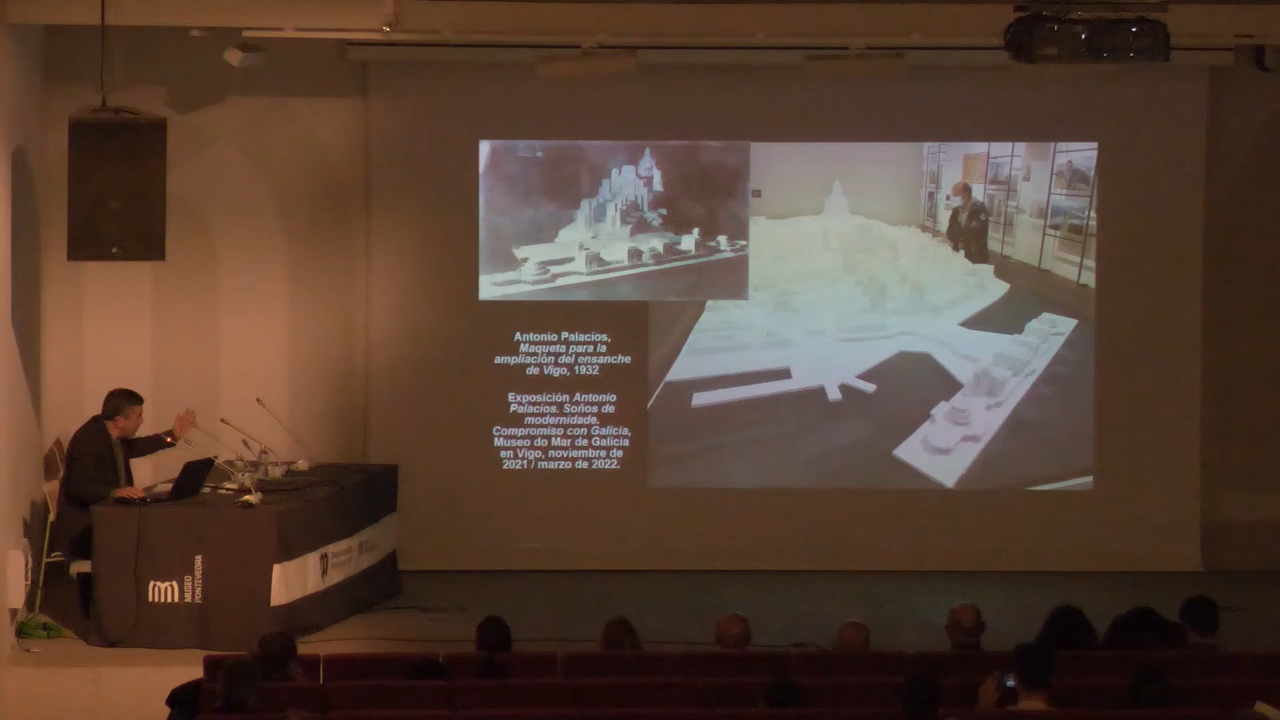 Antonio Palacios,
Maqueta para la
ampliación del ensanche
de Vigo, 1932
Exposición Antonio
Palacios. Soños de
modernidade.
Compromiso con Galicia,
Museo do Mar de Galicia
en Vigo, noviembre de
2021 / marzo de 2022.
MUSEO
PONTEVEDRA